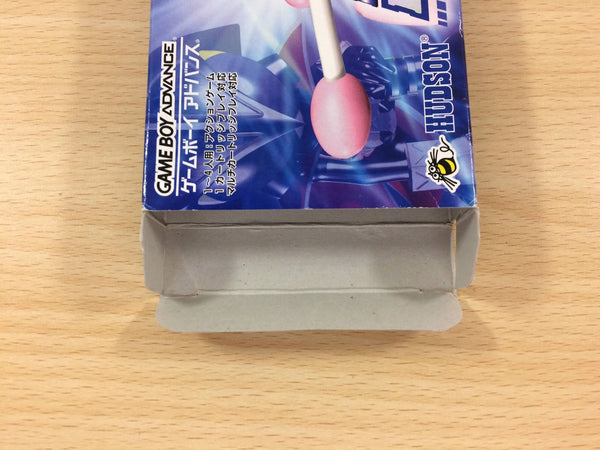 GAME BOY ADVANCE
ゲームボーイ アドバンス®
1~4人用:アクションゲーム
1カートリッジプレイ対応
マルチカートリッジプレイ対応
HUDSON®